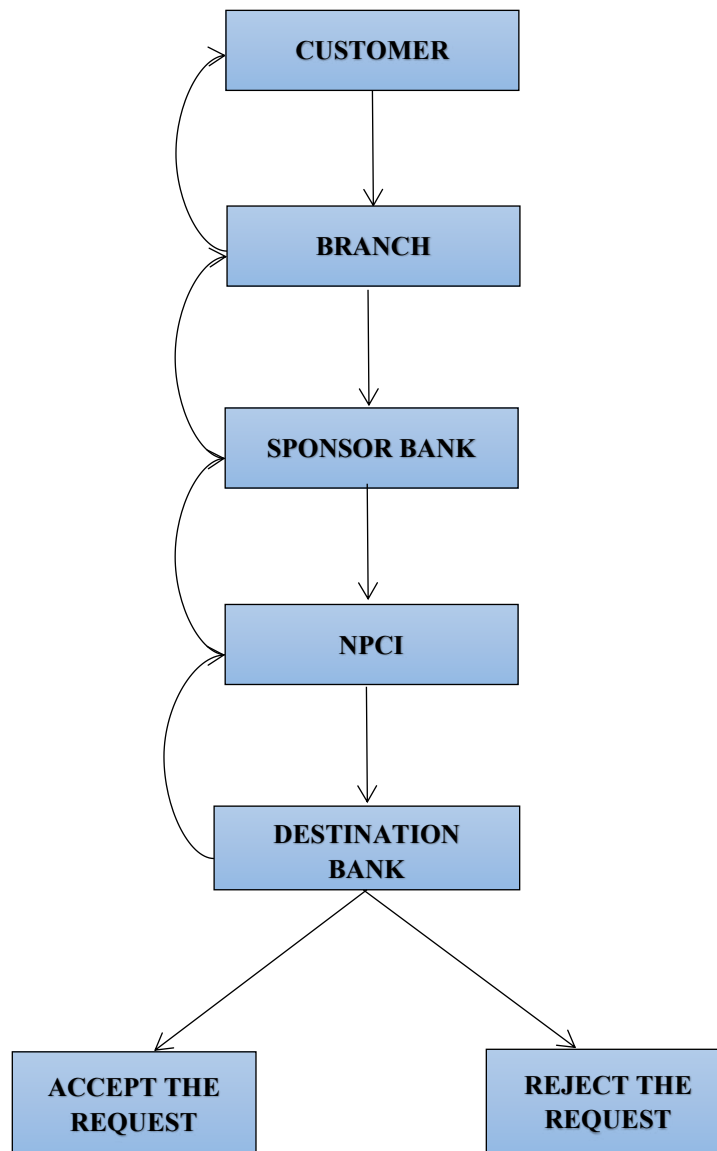 CUSTOMER
BRANCH
SPONSOR BANK
NPCI
DESTINATION
BANK
ACCEPT THE
REQUEST
REJECT THE
REQUEST